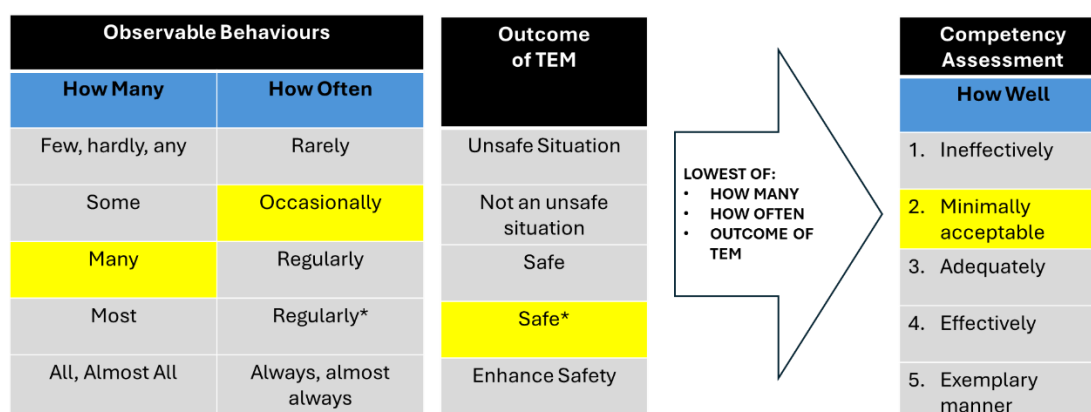 Observable Behaviours
How Many
How Often
Few, hardly, any
Rarely
Some
Occasionally
Many
Regularly
Most
Regularly*
All, Almost All
Always, almost
always
Outcome
of TEM
Unsafe Situation
Not an unsafe
situation
Safe
Safe*
Enhance Safety
LOWEST OF:
• HOW MANY
• HOW OFTEN
• OUTCOME OF
TEM
Competency
Assessment
How Well
1. Ineffectively
2. Minimally
acceptable
3. Adequately
4. Effectively
5. Exemplary
manner